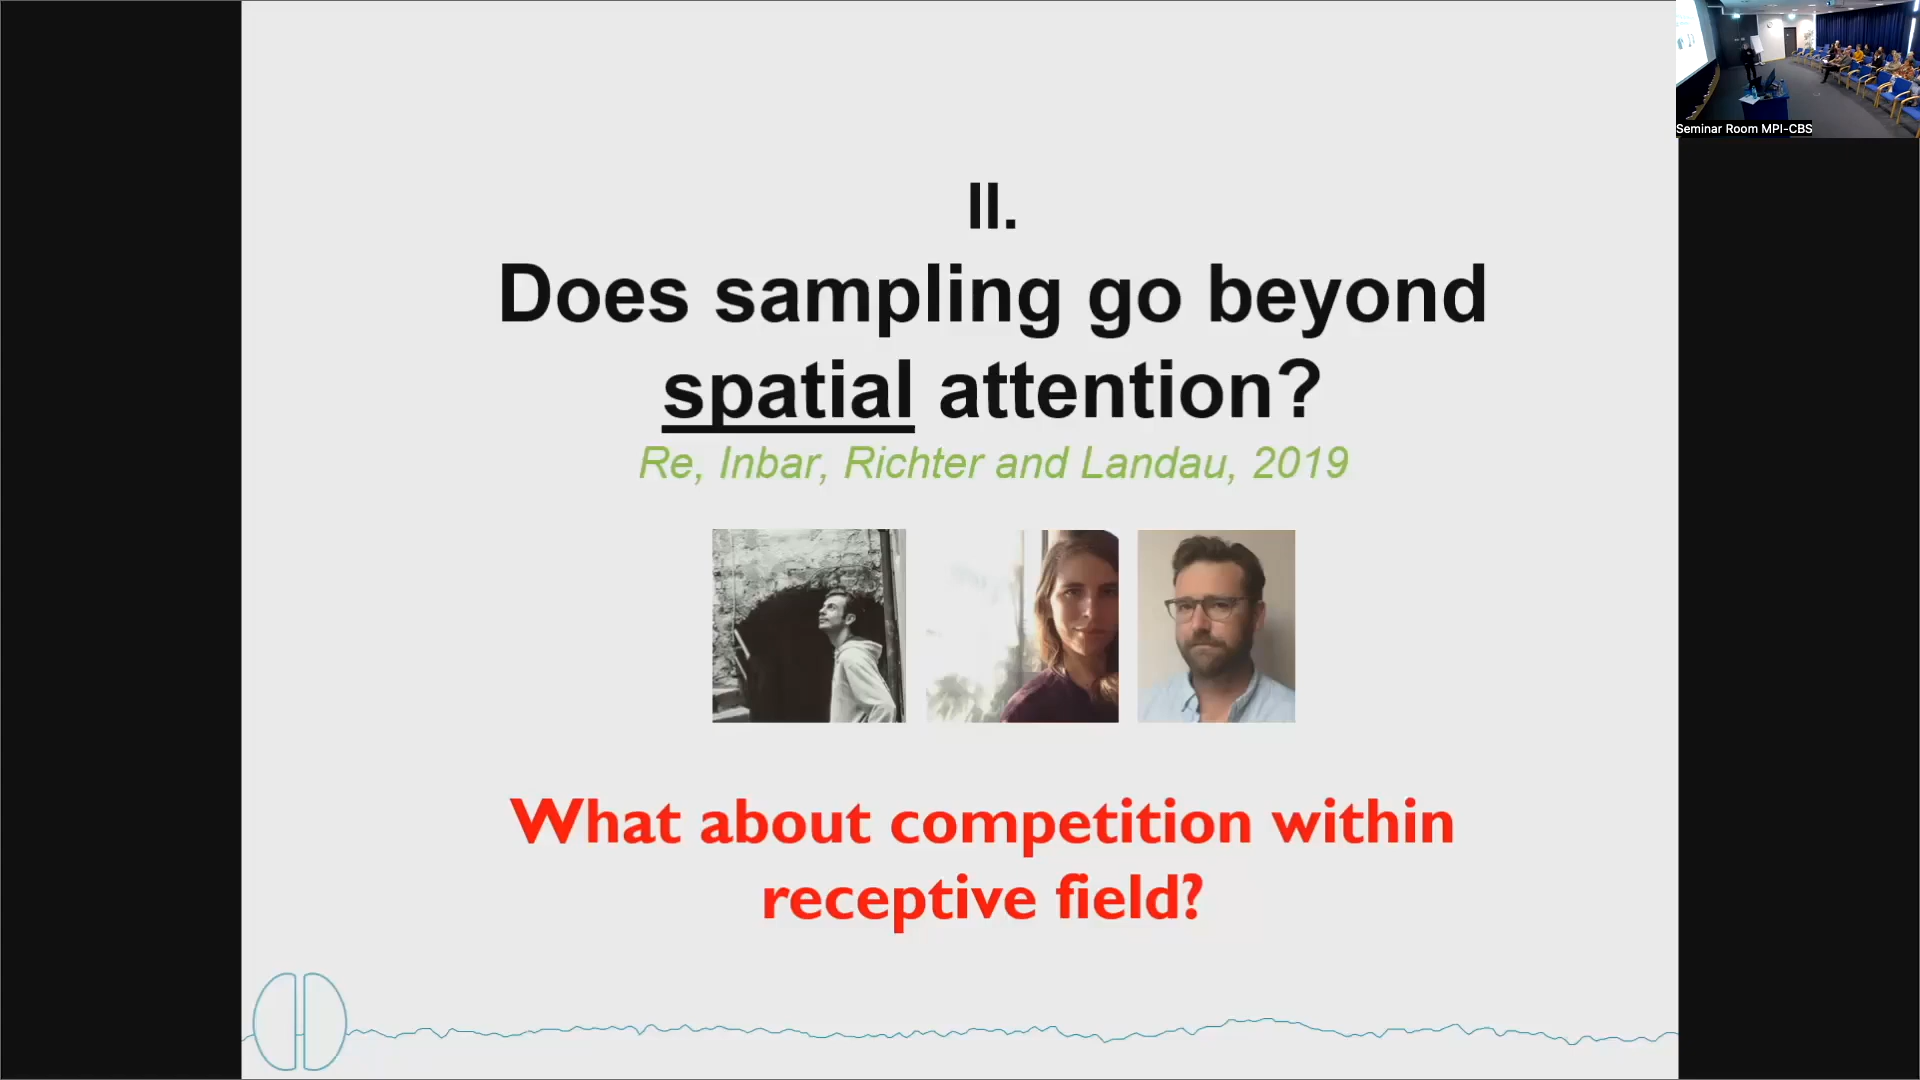 Seminar Room MPI-CBS
II.
Does sampling go beyond
spatial attention?
Re, Inbar, Richter and Landau, 2019
What about competition within
receptive field?